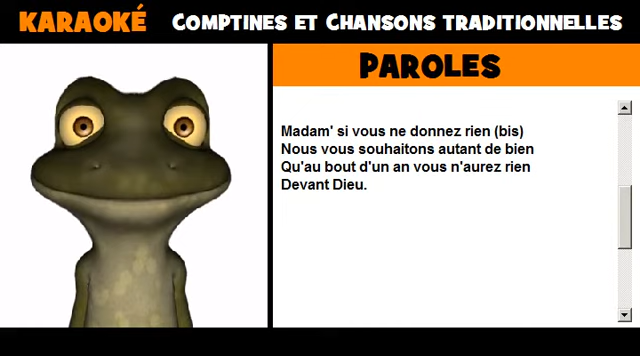 KARAOKÉ COMPTINES ET CHANSONS TRADITIONNELLES
PAROLES
Madam' si vous ne donnez rien (bis)
Nous vous souhaitons autant de bien
Qu'au bout d'un an vous n'aurez rien
Devant Dieu.